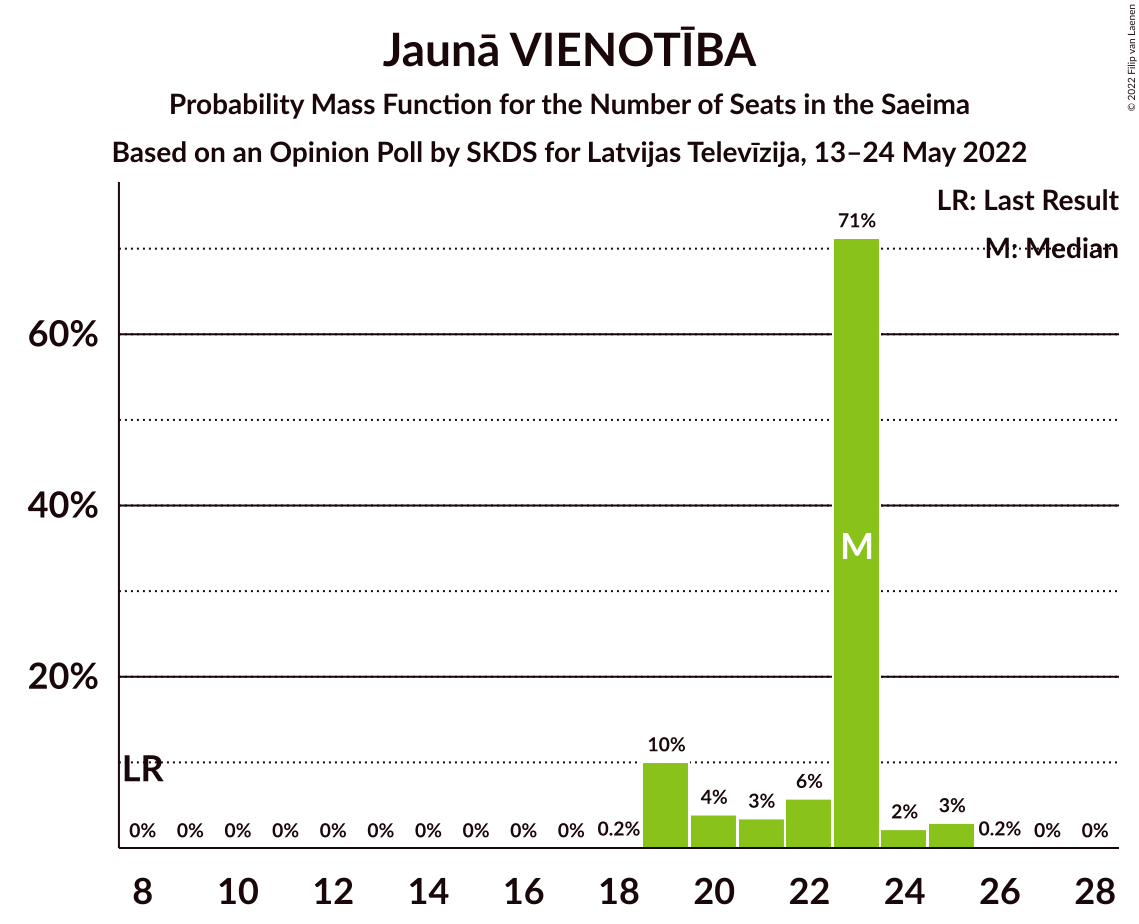 Jaunā VIENOTĪBA
Probability Mass Function for the Number of Seats in the Saeima
Based on an Opinion Poll by SKDS for Latvijas Televīzija, 13–24 May 2022
© 2022 Filip van Laenen
LR: Last Result
M: Median
71%
60%
40%
M
20%
LR
10%
6%
4%
3%
2%
3%
0% 0% 0% 0% 0% 0% 0% 0% 0% 0% 0.2% 0.2% 0% 0%
8 10 12 14 16 18 20 22 24 26 28